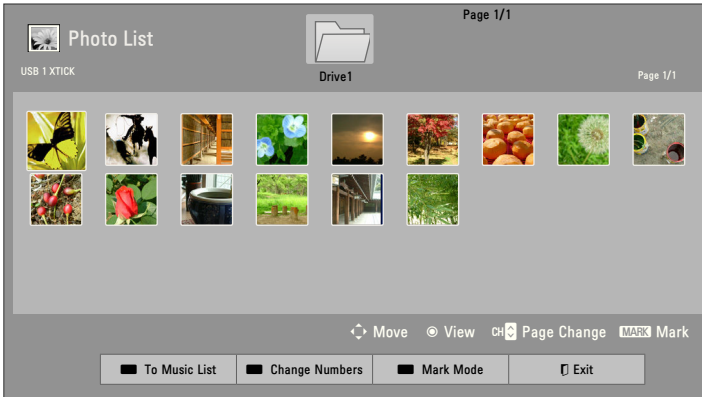 Page 1/1
Photo List
USB 1 XTICK
Drive1
Page 1/1
Move View CH Page Change MARK Mark
To Music List Change Numbers Mark Mode Exit